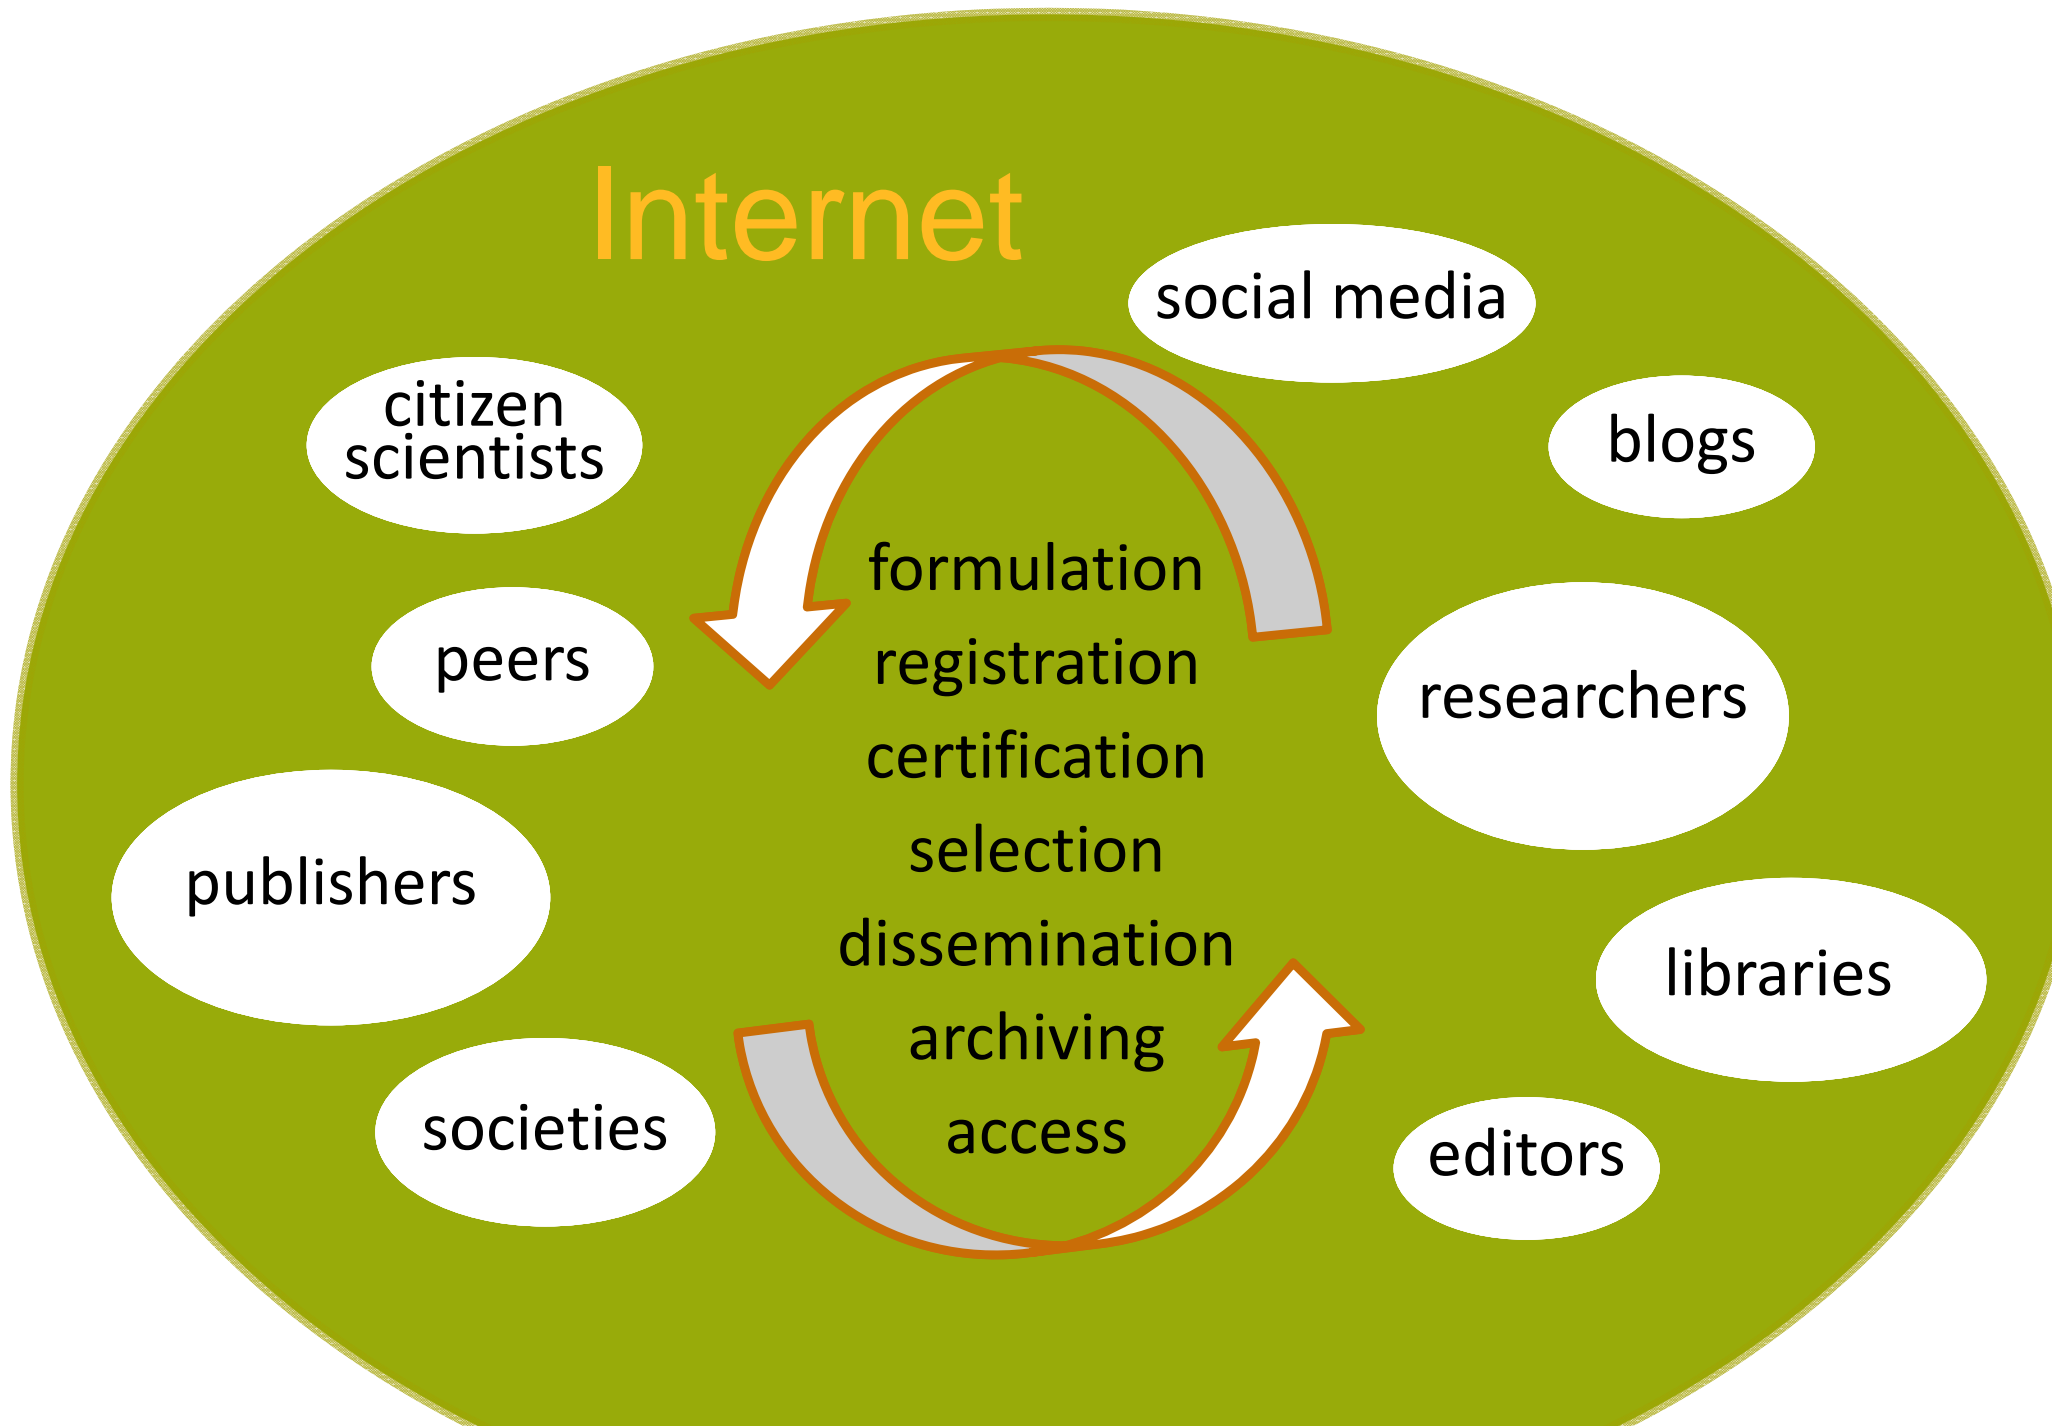 Internet
social media
citizen
scientists
blogs
formulation
peers
registration
researchers
certification
selection
publishers
dissemination
libraries
archiving
societies
access
editors